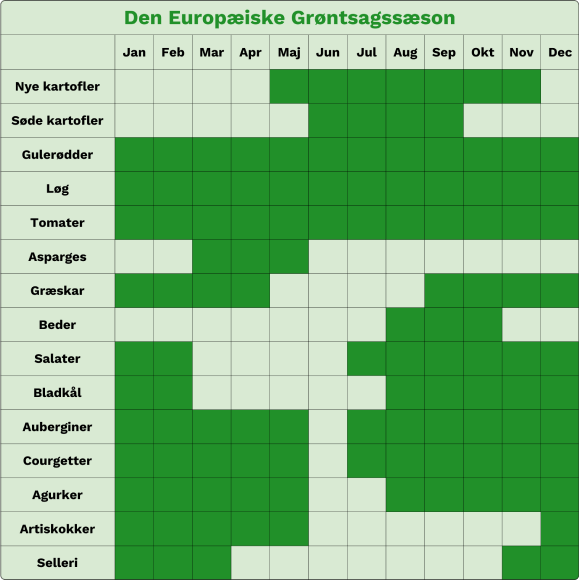 Den Europæiske Grøntsagssæson
Jan Feb Mar Apr Maj Jun Jul Aug Sep Okt Nov Dec
Nye kartofler
Søde kartofler
Gulerødder
Løg
Tomater
Asparges
Græskar
Beder
Salater
Bladkål
Auberginer
Courgetter
Agurker
Artiskokker
Selleri